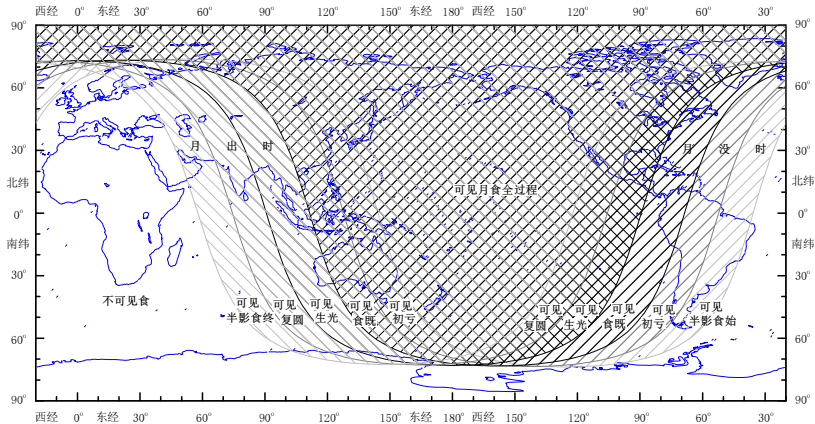 西经 0° 东经 30° 60° 90° 120° 东经 150° 180° 西经 150° 120° 90° 60° 30°
90° 90°
60° 60°
30° 月 出 时 月 没 时 30°
北纬 可见月食全过程 北纬
0° 0°
南纬 南纬
30° 30°
不可见食
可见 半影食终
可见 复圆
可见 生光
可见 食既
可见 初亏
可见 复圆
可见 生光
可见 食既
可见 初亏
可见 半影食始
60° 60°
90° 90°
西经 0° 东经 30° 60° 90° 120° 150° 东经 180° 西经 150° 120° 90° 60° 30°